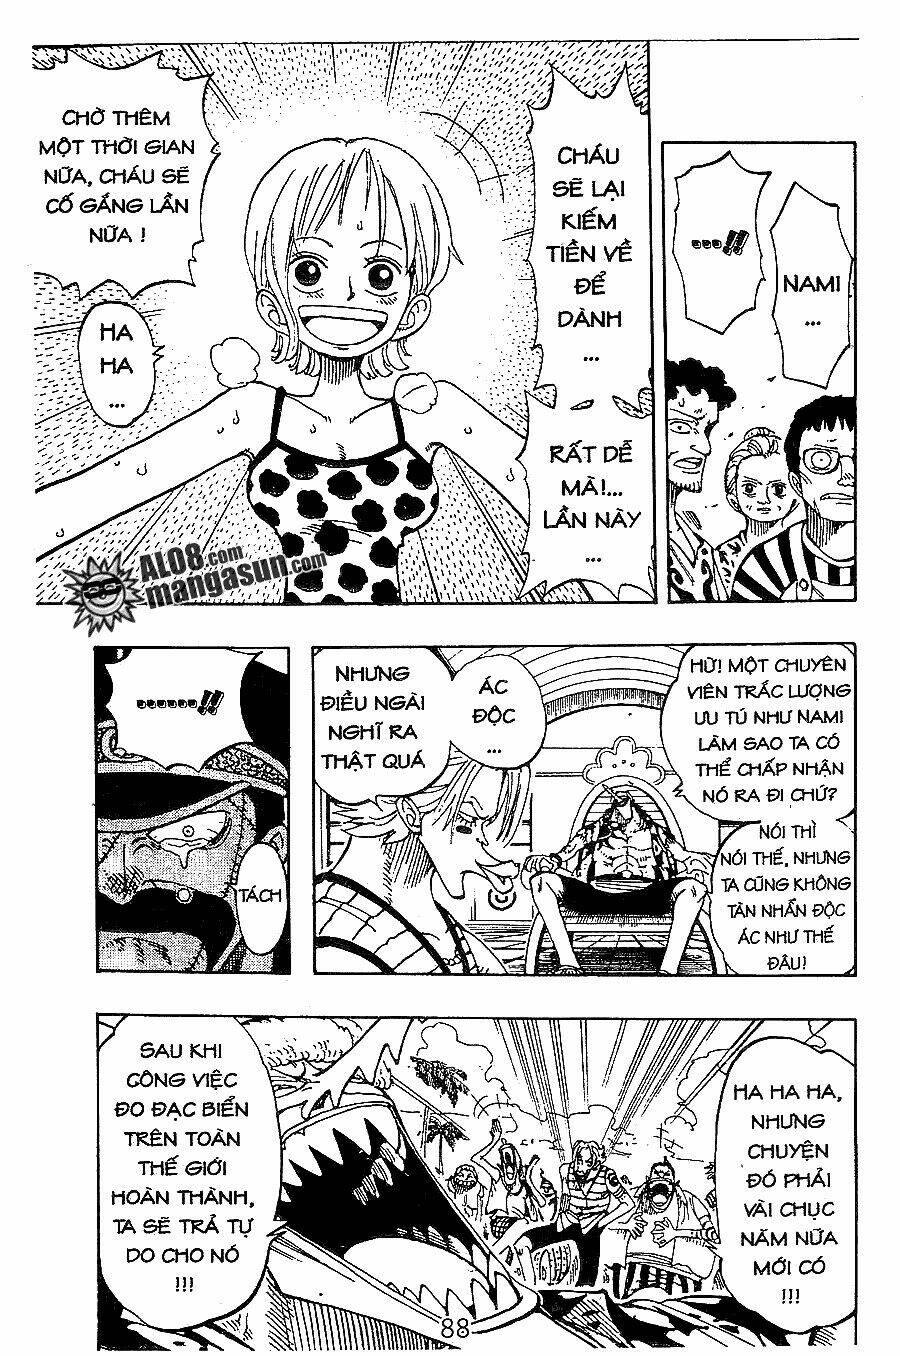 NAMI
...
...!!
CHÁU
SẼ LẠI
KIẾM
TIỀN VỀ
ĐỂ
DÀNH
...
RẤT DỄ
MÀ!...
LẦN NÀY
...
CHỜ THÊM
MỘT THỜI GIAN
NỮA, CHÁU SẼ
CỐ GẮNG LẦN
NỮA !
HA
HA
...
AL08.com
mangasun.com
HỪ! MỘT CHUYÊN
VIÊN TRẮC LƯỢNG
ƯU TÚ NHƯ NAMI
LÀM SAO TA CÓ
THỂ CHẤP NHẬN
NÓ RA ĐI CHỨ?
NÓI THÌ
NÓI THẾ, NHƯNG
TA CŨNG KHÔNG
TÀN NHẪN ĐỘC
ÁC NHƯ THẾ
ĐÂU!
ÁC
ĐỘC
...
NHƯNG
ĐIỀU NGÀI
NGHĨ RA
THẬT QUÁ
......!!
TÁCH
HA HA HA,
NHƯNG
CHUYỆN
ĐÓ PHẢI
VÀI CHỤC
NĂM NỮA
MỚI CÓ
!!!
SAU KHI
CÔNG VIỆC
ĐO ĐẠC BIỂN
TRÊN TOÀN
THẾ GIỚI
HOÀN THÀNH,
TA SẼ TRẢ TỰ
DO CHO NÓ
!!!
88